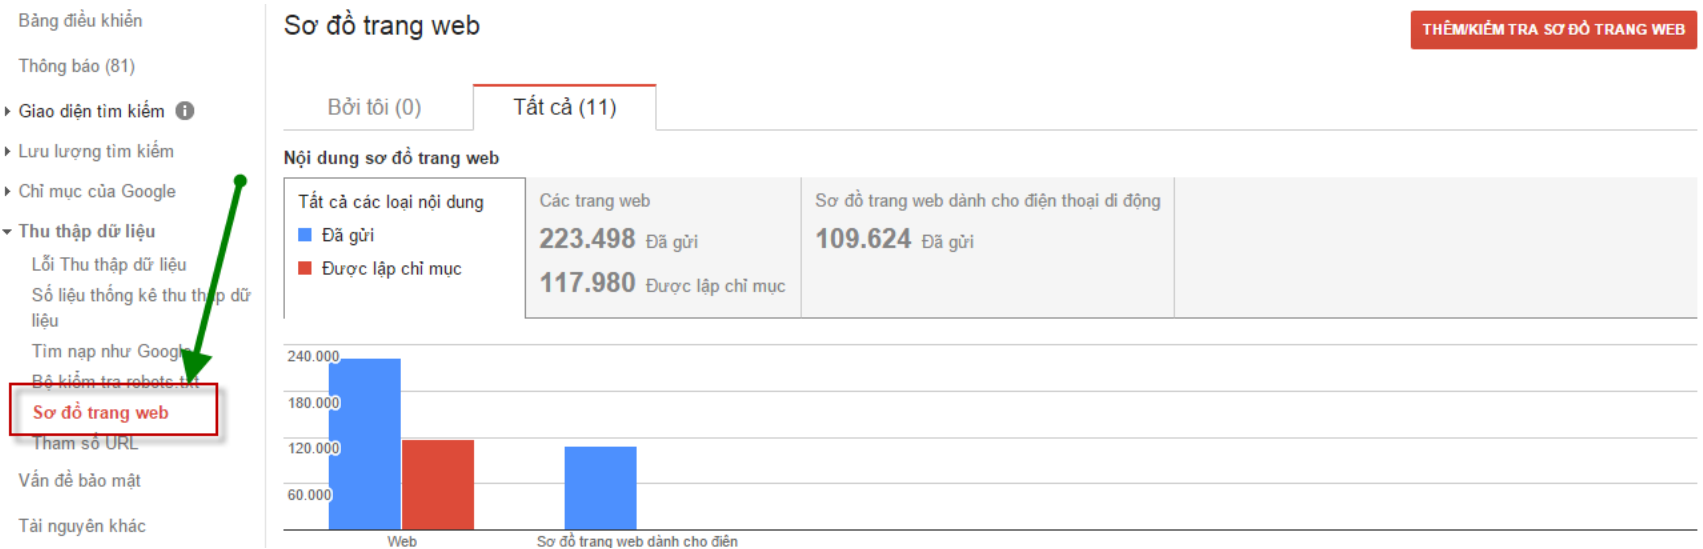 Bảng điều khiển
Thông báo (81)
Giao diện tìm kiếm
Lưu lượng tìm kiếm
Chỉ mục của Google
Thu thập dữ liệu
Lỗi Thu thập dữ liệu
Số liệu thống kê thu thập dữ
liệu
Tìm nạp như Google
Bộ kiểm tra robots.txt
Sơ đồ trang web
Tham số URL
Vấn đề bảo mật
Tài nguyên khác
Sơ đồ trang web
THÊM/KIỂM TRA SƠ ĐỒ TRANG WEB
Bởi tôi (0)
Tất cả (11)
Nội dung sơ đồ trang web
Tất cả các loại nội dung
Đã gửi
Được lập chỉ mục
Các trang web
223.498 Đã gửi
117.980 Được lập chỉ mục
Sơ đồ trang web dành cho điện thoại di động
109.624 Đã gửi
240.000
180.000
120.000
60.000
Web
Sơ đồ trang web dành cho điện